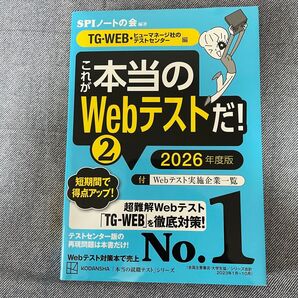 SPIノートの会 編著
TG-WEB・ヒューマネージ社の
テストセンター 編
これが
本当の
Webテストだ!
2
2026年度版
付 Webテスト実施企業一覧
短期間で
得点アップ!
超難解Webテスト
「TG-WEB」を徹底対策!
テストセンター版の
再現問題は本書だけ!
Webテスト対策本で売上
No.1
KODANSHA 「本当の就職テスト」シリーズ